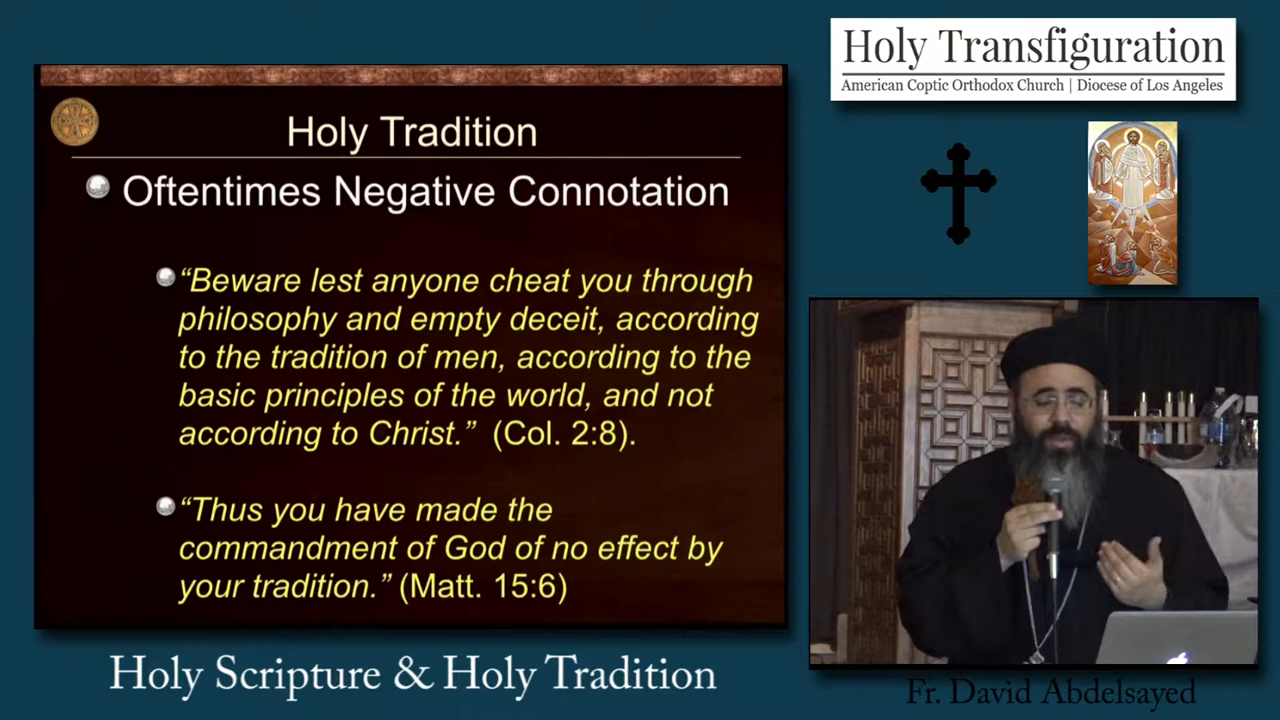 Holy Tradition
Oftentimes Negative Connotation
“Beware lest anyone cheat you through
philosophy and empty deceit, according
to the tradition of men, according to the
basic principles of the world, and not
according to Christ.” (Col. 2:8).
“Thus you have made the
commandment of God of no effect by
your tradition.” (Matt. 15:6)
Holy Scripture & Holy Tradition
Holy Transfiguration
American Coptic Orthodox Church | Diocese of Los Angeles
Fr. David Abdelsayed